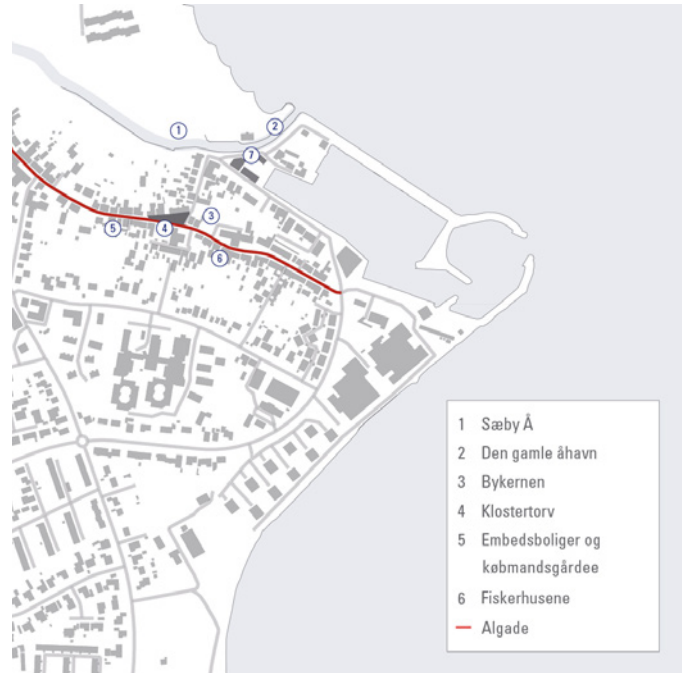 1
2
7
3
5
4
6
1 Sæby Å
2 Den gamle åhavn
3 Bykernen
4 Klostertorv
5 Embedsboliger og
købmandsgårdee
6 Fiskerhusene
Algade